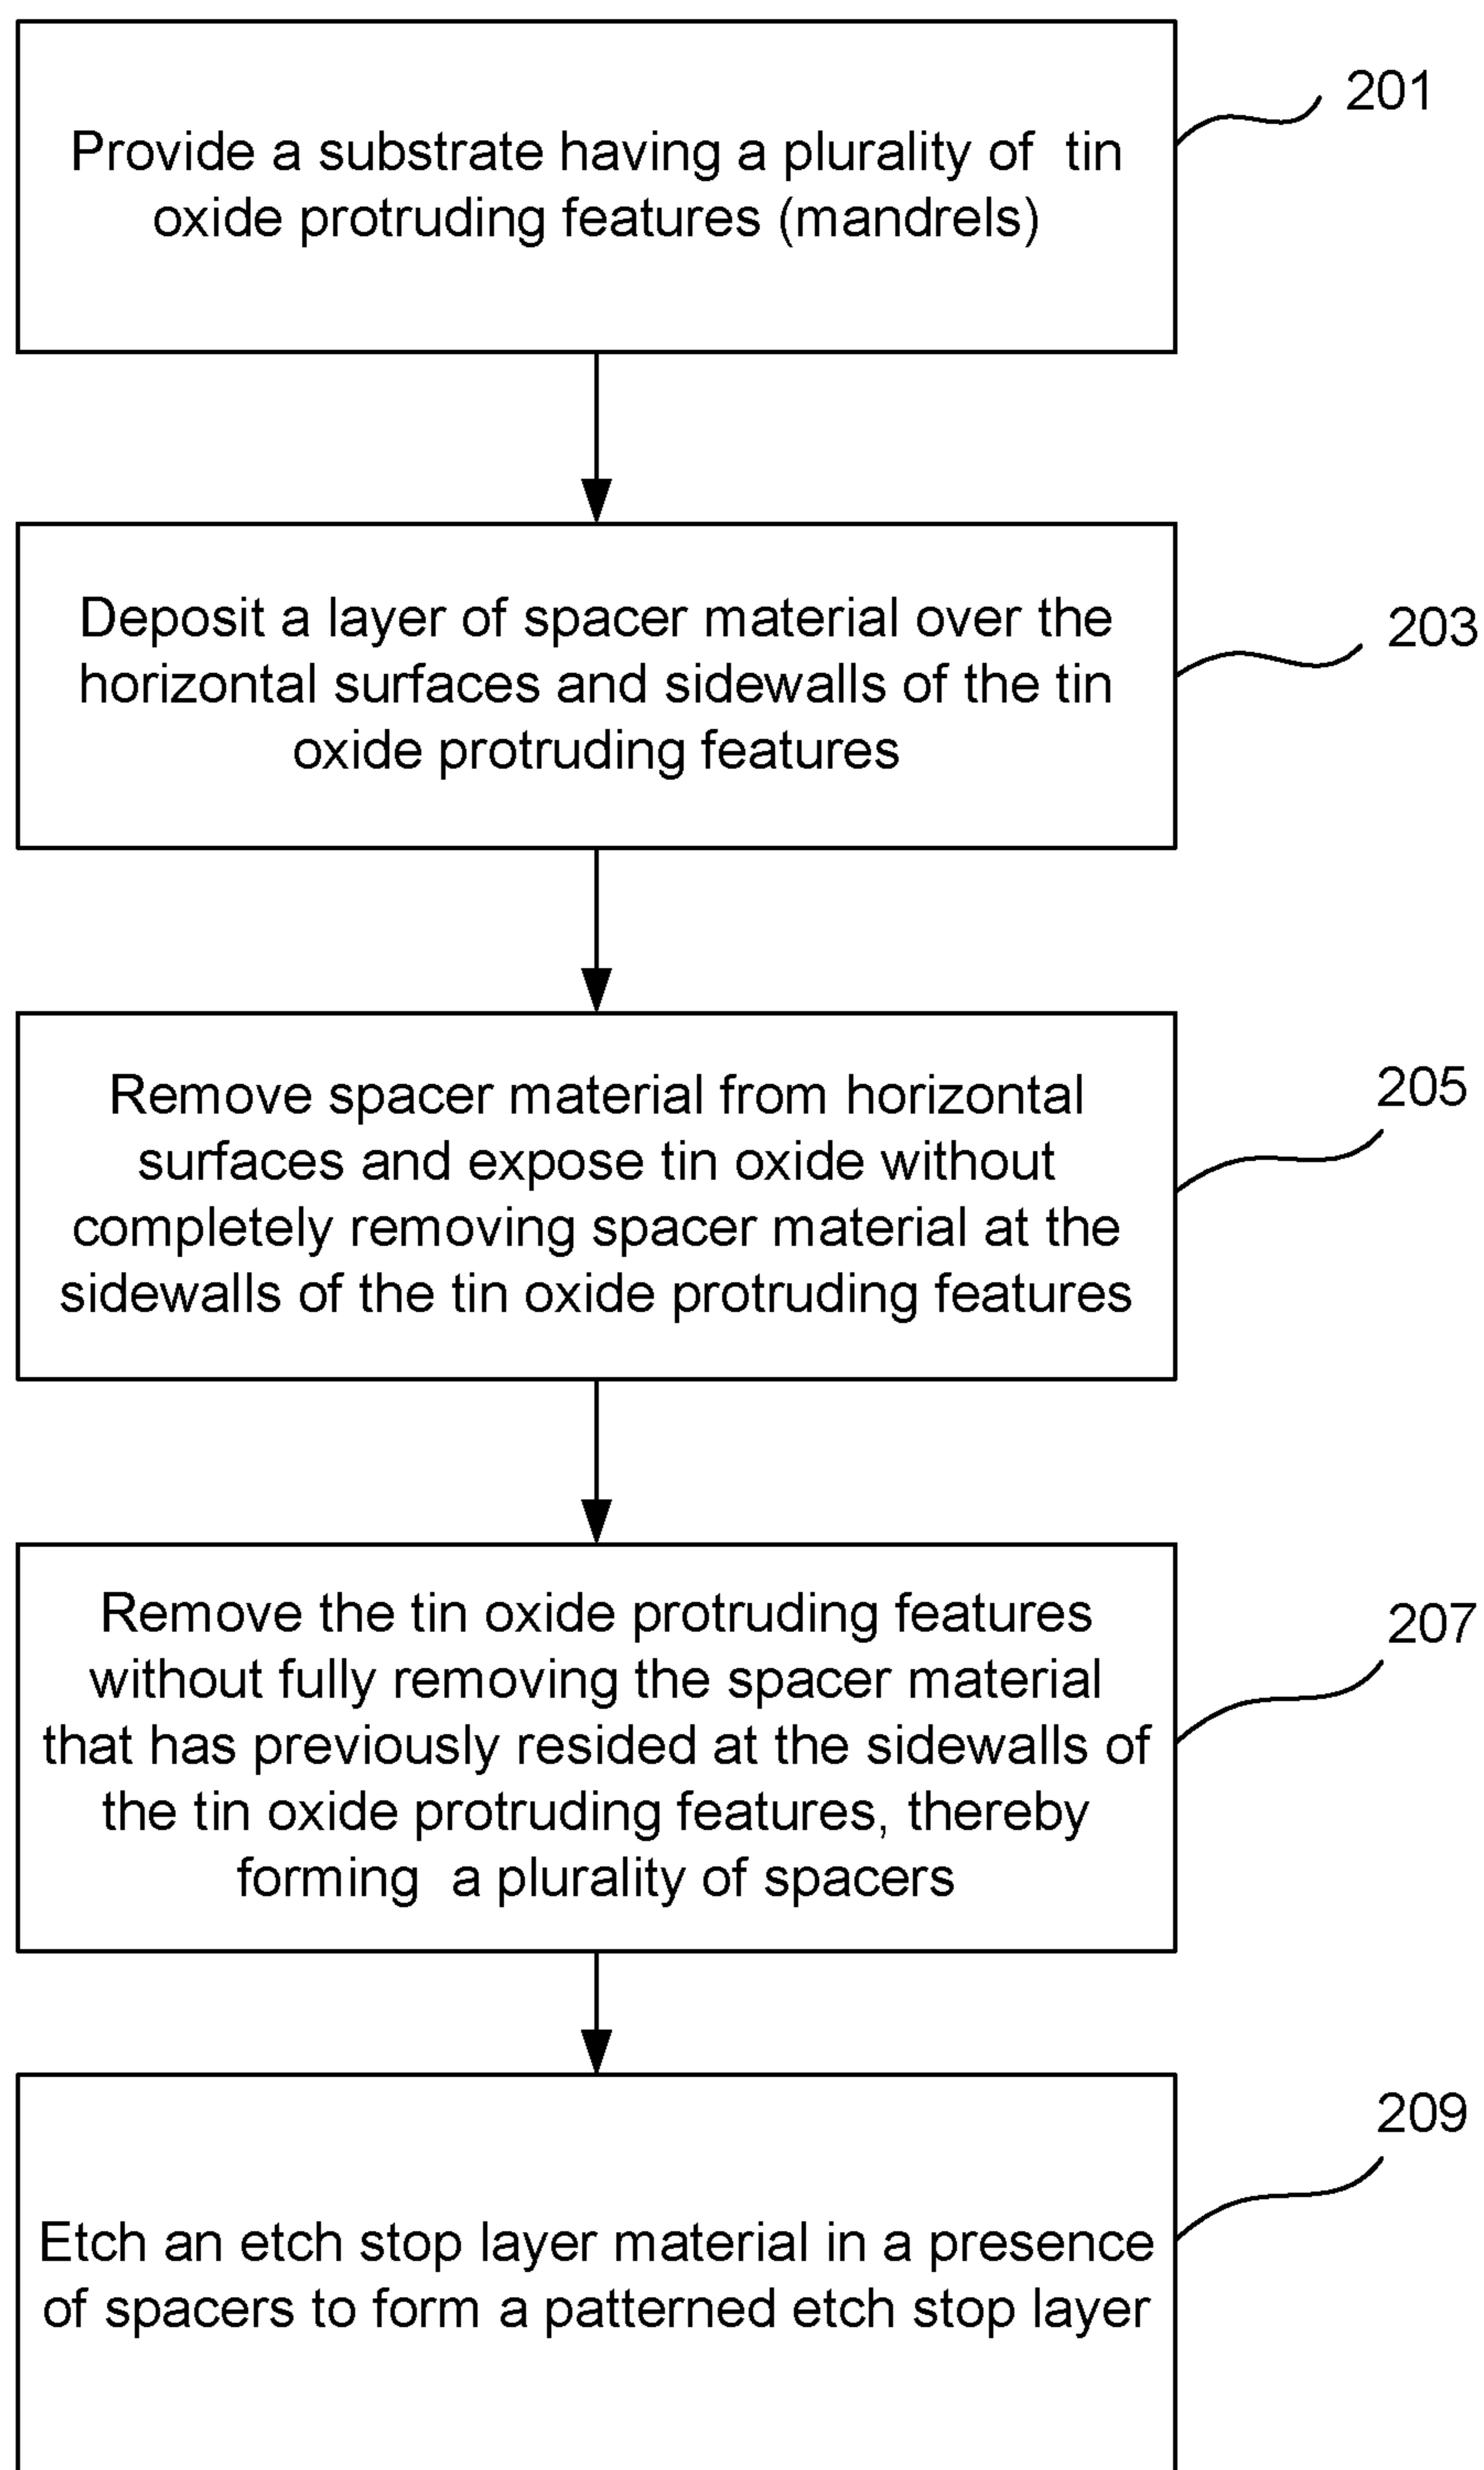 Provide a substrate having a plurality of  tin
oxide protruding features (mandrels)
201
Deposit a layer of spacer material over the
horizontal surfaces and sidewalls of the tin
oxide protruding features
203
Remove spacer material from horizontal
surfaces and expose tin oxide without
completely removing spacer material at the
sidewalls of the tin oxide protruding features
205
Remove the tin oxide protruding features
without fully removing the spacer material
that has previously resided at the sidewalls of
the tin oxide protruding features, thereby
forming  a plurality of spacers
207
Etch an etch stop layer material in a presence
of spacers to form a patterned etch stop layer
209